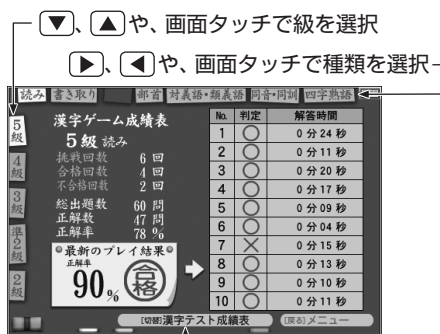 ▼、▲や、画面タッチで級を選択
▶、◀や、画面タッチで種類を選択
読み 書き取り 部首 対義語・類義語 同音・同訓 四字熟語
5級
4級
3級
準2級
2級
漢字ゲーム成績表
5級 読み
挑戦回数 6 回
合格回数 4 回
不合格回数 2 回
総出題数 60 問
正解数 47 問
正解率 78 %
最新のプレイ結果
正解率
90%
合格
No. 判定 解答時間
1 ○ 0分24秒
2 ○ 0分11秒
3 ○ 0分20秒
4 ○ 0分17秒
5 ○ 0分09秒
6 ○ 0分04秒
7 × 0分15秒
8 ○ 0分13秒
9 ○ 0分10秒
10 ○ 0分11秒
[切替]漢字テスト成績表 [戻る]メニュー